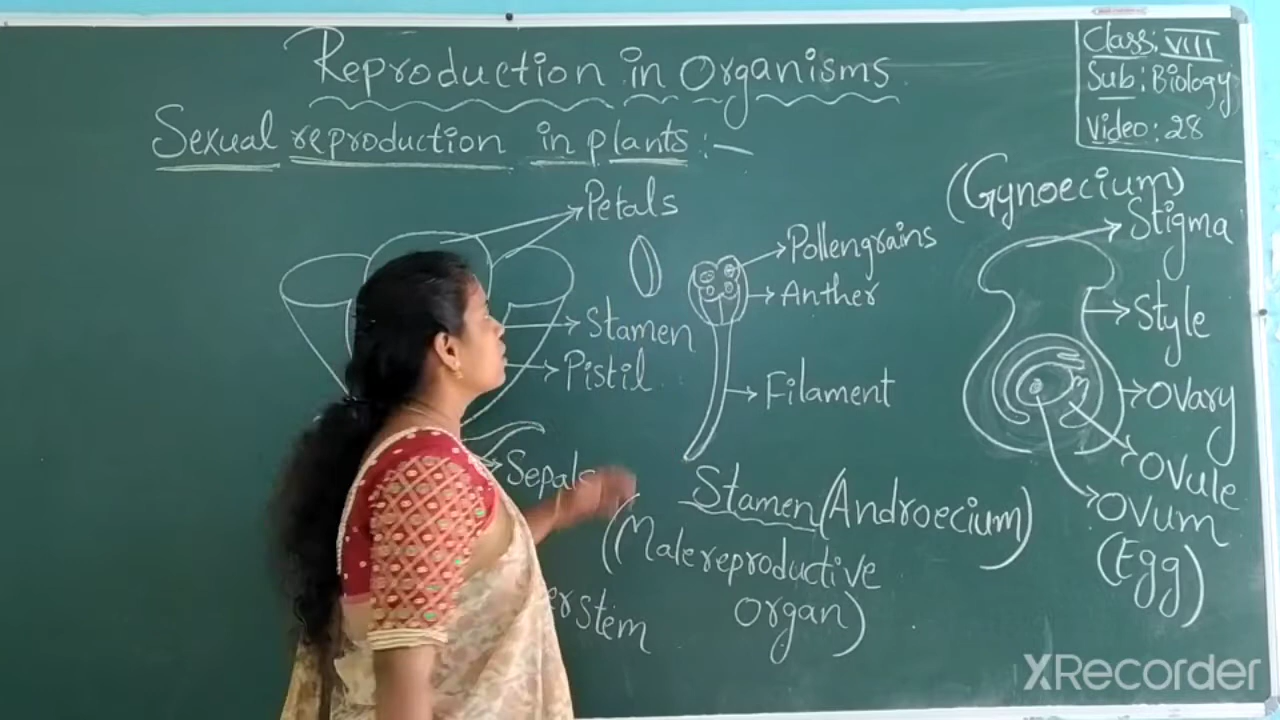 Reproduction in Organisms
Class: VIII
Sub: Biology
Video: 28
Sexual reproduction in plants:-
Petals
Stamen
Pistil
Sepals
stem
Pollengrains
Anther
Filament
Stamen (Androecium)
(Male reproductive
organ)
(Gynoecium)
Stigma
Style
Ovary
Ovule
Ovum
(Egg)
XRecorder